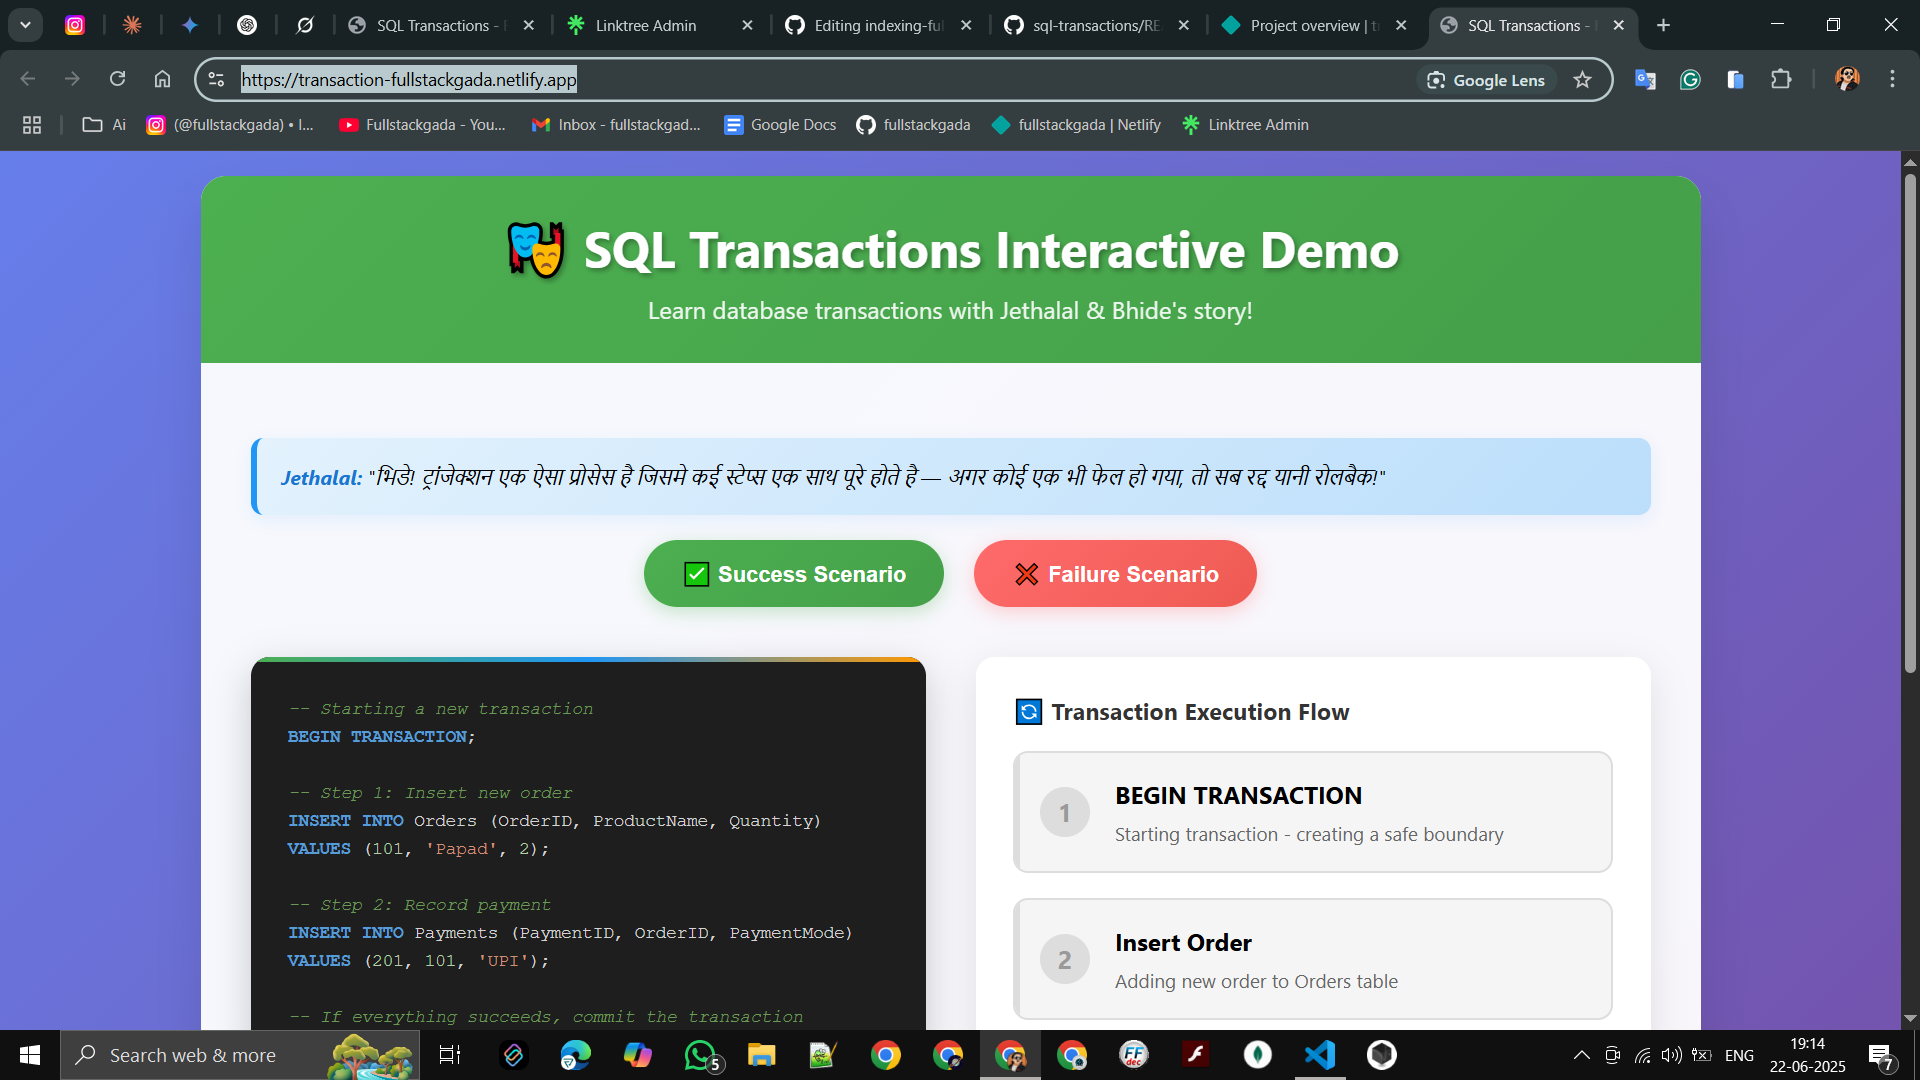 SQL Transactions -
Linktree Admin
Editing indexing-ful
sql-transactions/RE
Project overview | t
SQL Transactions -
https://transaction-fullstackgada.netlify.app
Google Lens
Ai
(@fullstackgada) • I...
Fullstackgada - You...
Inbox - fullstackgad...
Google Docs
fullstackgada
fullstackgada | Netlify
Linktree Admin
SQL Transactions Interactive Demo
Learn database transactions with Jethalal & Bhide's story!
Jethalal: "भिडे! ट्रांजेक्शन एक ऐसा प्रोसेस है जिसमे कई स्टेप्स एक साथ पूरे होते है — अगर कोई एक भी फेल हो गया, तो सब रद्द यानी रोलबैक!"
Success Scenario
Failure Scenario
-- Starting a new transaction
BEGIN TRANSACTION;
-- Step 1: Insert new order
INSERT INTO Orders (OrderID, ProductName, Quantity)
VALUES (101, 'Papad', 2);
-- Step 2: Record payment
INSERT INTO Payments (PaymentID, OrderID, PaymentMode)
VALUES (201, 101, 'UPI');
-- If everything succeeds, commit the transaction
Transaction Execution Flow
1
BEGIN TRANSACTION
Starting transaction - creating a safe boundary
2
Insert Order
Adding new order to Orders table
Search web & more
5
FF
dec
ENG
19:14
22-06-2025
7